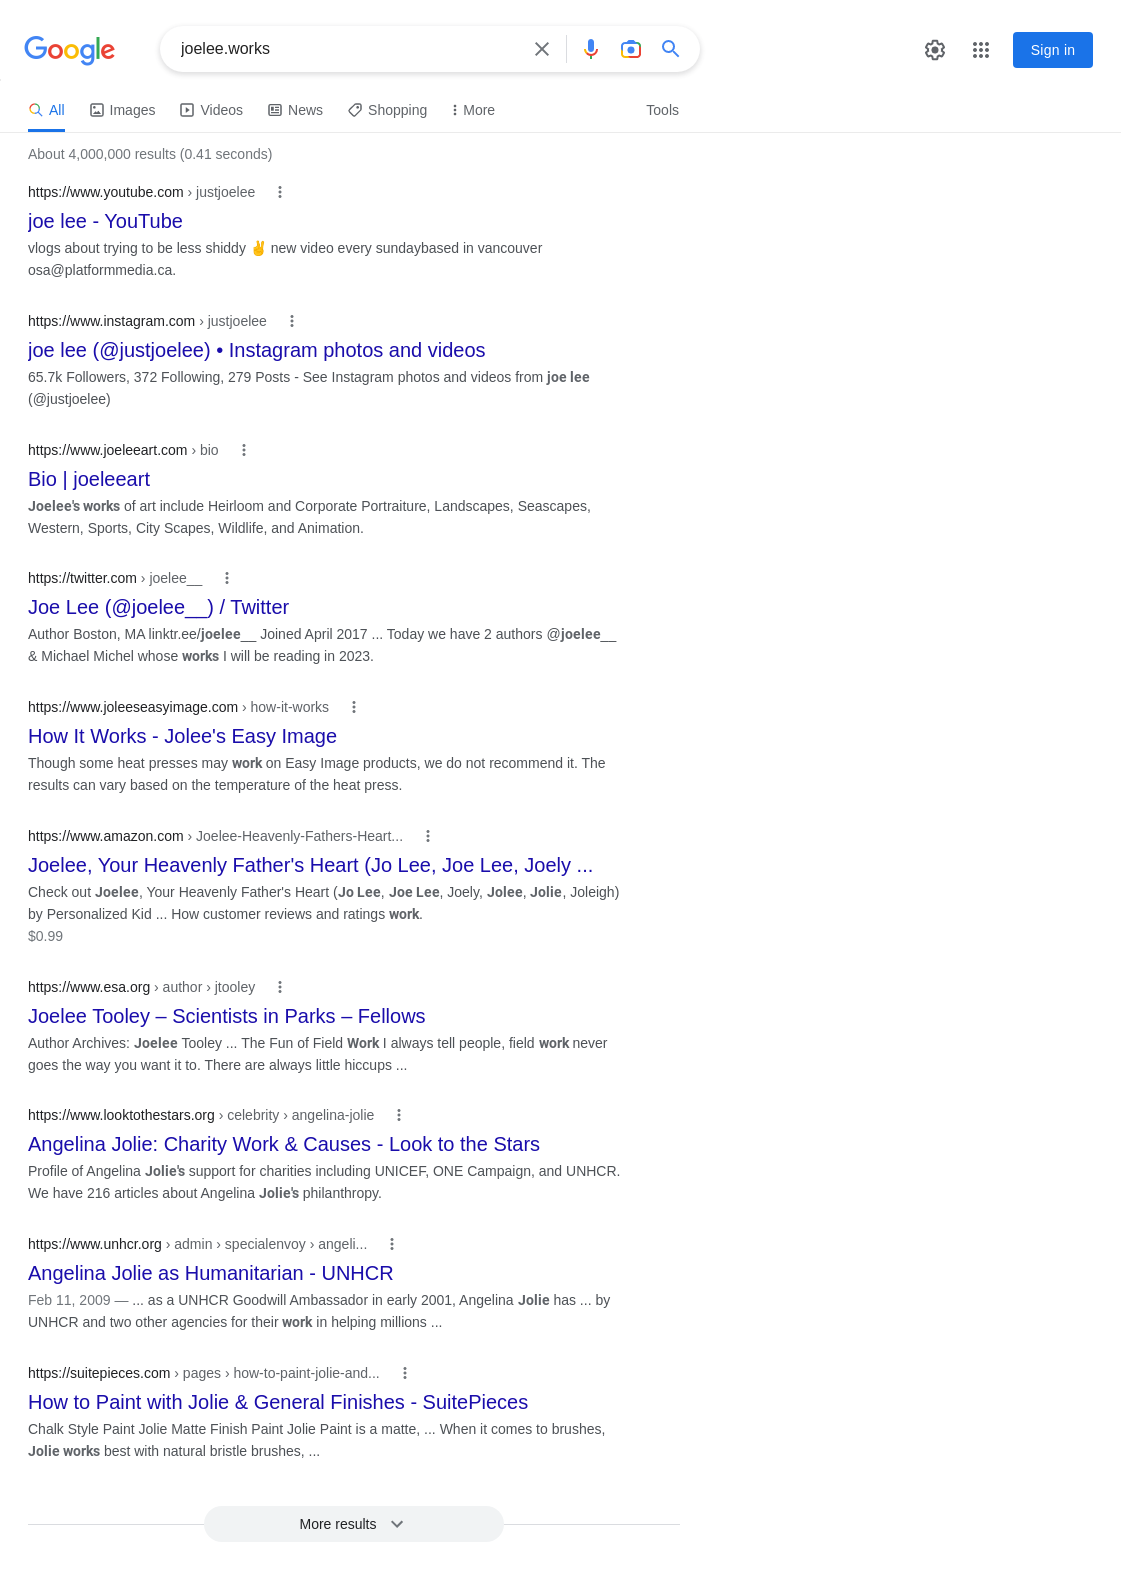 Google
joelee.works
Sign in
All
Images
Videos
News
Shopping
More
Tools
About 4,000,000 results (0.41 seconds)
https://www.youtube.com › justjoelee
joe lee - YouTube
vlogs about trying to be less shiddy ✌️ new video every sundaybased in vancouver
osa@platformmedia.ca.
https://www.instagram.com › justjoelee
joe lee (@justjoelee) • Instagram photos and videos
65.7k Followers, 372 Following, 279 Posts - See Instagram photos and videos from joe lee
(@justjoelee)
https://www.joeleeart.com › bio
Bio | joeleeart
Joelee's works of art include Heirloom and Corporate Portraiture, Landscapes, Seascapes,
Western, Sports, City Scapes, Wildlife, and Animation.
https://twitter.com › joelee__
Joe Lee (@joelee__) / Twitter
Author Boston, MA linktr.ee/joelee__ Joined April 2017 ... Today we have 2 authors @joelee__
& Michael Michel whose works I will be reading in 2023.
https://www.joleeseasyimage.com › how-it-works
How It Works - Jolee's Easy Image
Though some heat presses may work on Easy Image products, we do not recommend it. The
results can vary based on the temperature of the heat press.
https://www.amazon.com › Joelee-Heavenly-Fathers-Heart...
Joelee, Your Heavenly Father's Heart (Jo Lee, Joe Lee, Joely ...
Check out Joelee, Your Heavenly Father's Heart (Jo Lee, Joe Lee, Joely, Jolee, Jolie, Joleigh)
by Personalized Kid ... How customer reviews and ratings work.
$0.99
https://www.esa.org › author › jtooley
Joelee Tooley – Scientists in Parks – Fellows
Author Archives: Joelee Tooley ... The Fun of Field Work I always tell people, field work never
goes the way you want it to. There are always little hiccups ...
https://www.looktothestars.org › celebrity › angelina-jolie
Angelina Jolie: Charity Work & Causes - Look to the Stars
Profile of Angelina Jolie's support for charities including UNICEF, ONE Campaign, and UNHCR.
We have 216 articles about Angelina Jolie's philanthropy.
https://www.unhcr.org › admin › specialenvoy › angeli...
Angelina Jolie as Humanitarian - UNHCR
Feb 11, 2009 — ... as a UNHCR Goodwill Ambassador in early 2001, Angelina Jolie has ... by
UNHCR and two other agencies for their work in helping millions ...
https://suitepieces.com › pages › how-to-paint-jolie-and...
How to Paint with Jolie & General Finishes - SuitePieces
Chalk Style Paint Jolie Matte Finish Paint Jolie Paint is a matte, ... When it comes to brushes,
Jolie works best with natural bristle brushes, ...
More results